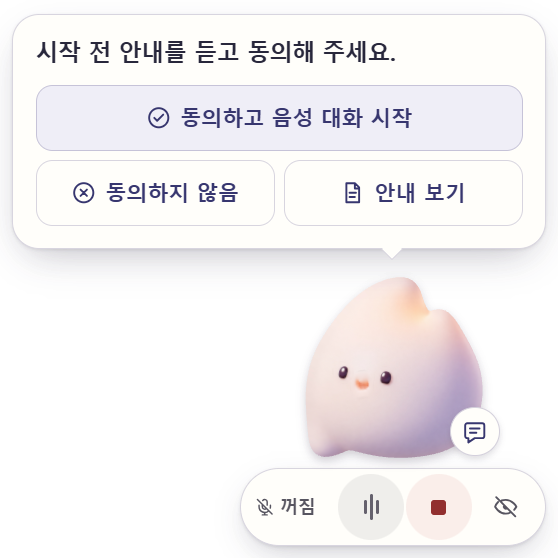 시작 전 안내를 듣고 동의해 주세요.
동의하고 음성 대화 시작
동의하지 않음
안내 보기
꺼짐